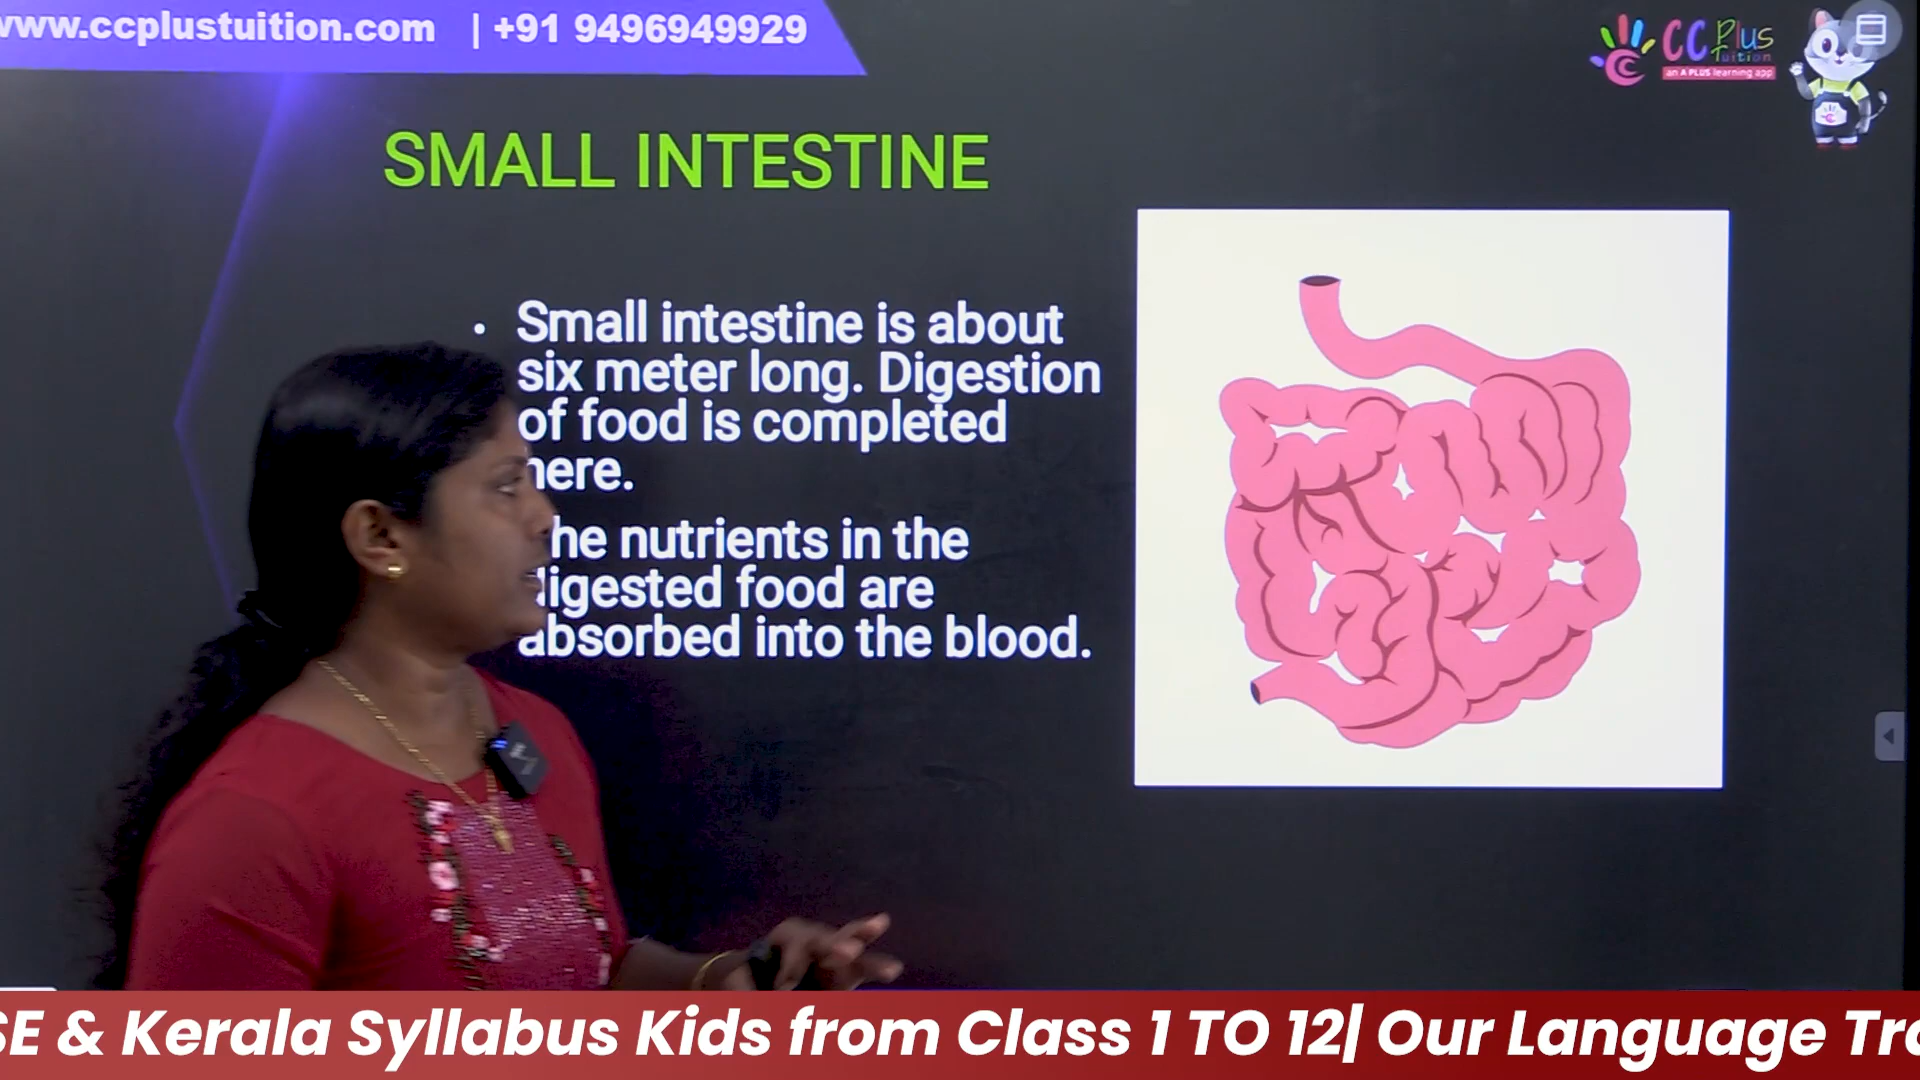 www.ccplustuition.com | +91 9496949929
CC Plus
Tuition
an A PLUS learning app
SMALL INTESTINE
• Small intestine is about
six meter long. Digestion
of food is completed
here.
The nutrients in the
digested food are
absorbed into the blood.
SE & Kerala Syllabus Kids from Class 1 TO 12| Our Language Tra